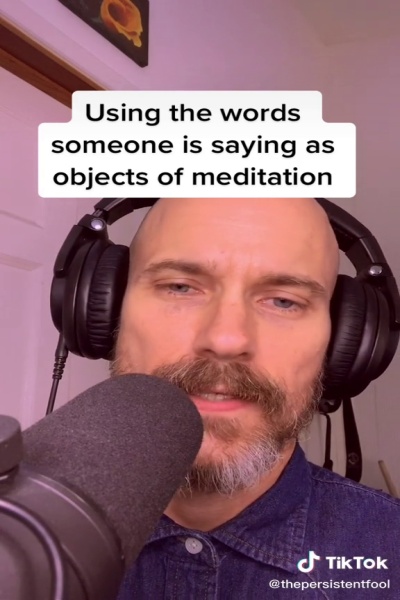 Using the words
someone is saying as
objects of meditation
TikTok
@thepersistentfool